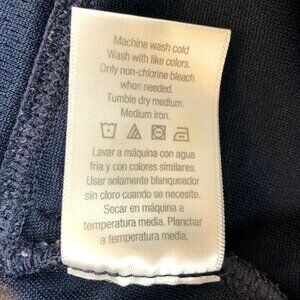 Machine wash cold
Wash with like colors.
Only non-chlorine bleach
when needed.
Tumble dry medium.
Medium iron.
Lavar a máquina con agua
fria y con colores similares.
Usar solamente blanqueador
sin cloro cuando se necesite.
Secar en máquina a
temperatura media. Planchar
a temperatura media.